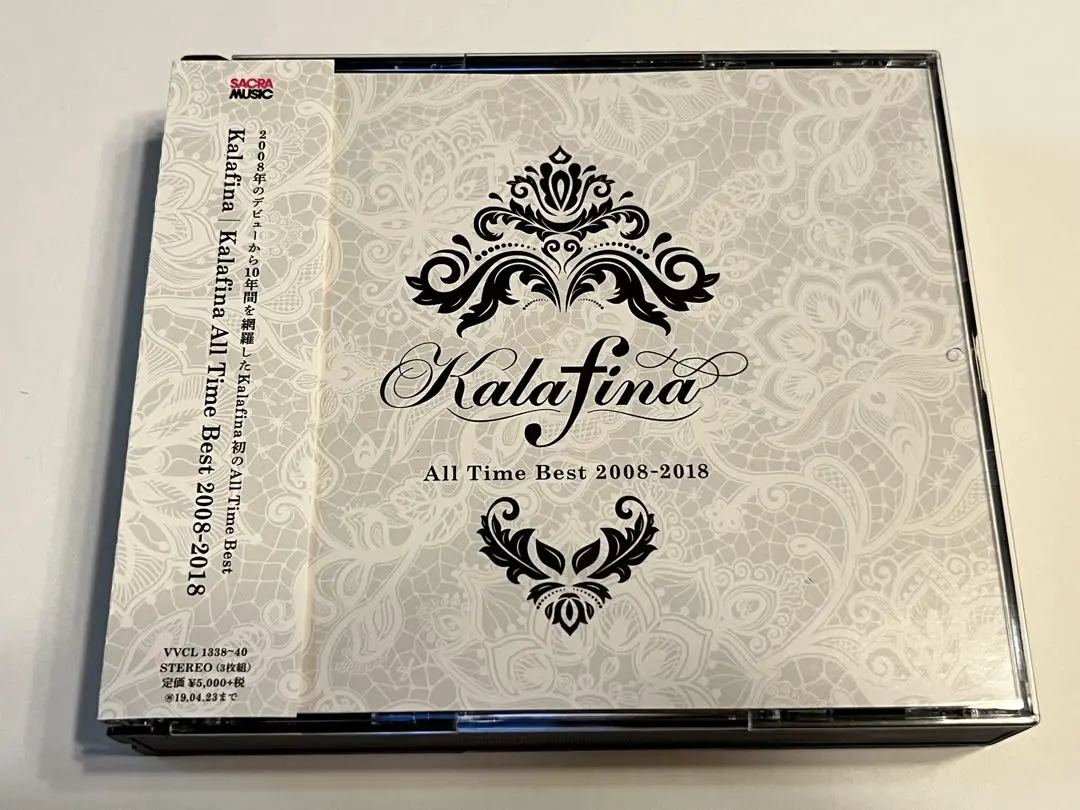 SACRA
MUSIC
2008年のデビューから10年間を網羅したKalafina初のAll Time Best
Kalafina | Kalafina All Time Best 2008-2018
VVCL 1338~40
STEREO (3枚組)
定価 ¥5,000+税
Ⓡ19.04.23まで
Kalafina
All Time Best 2008-2018